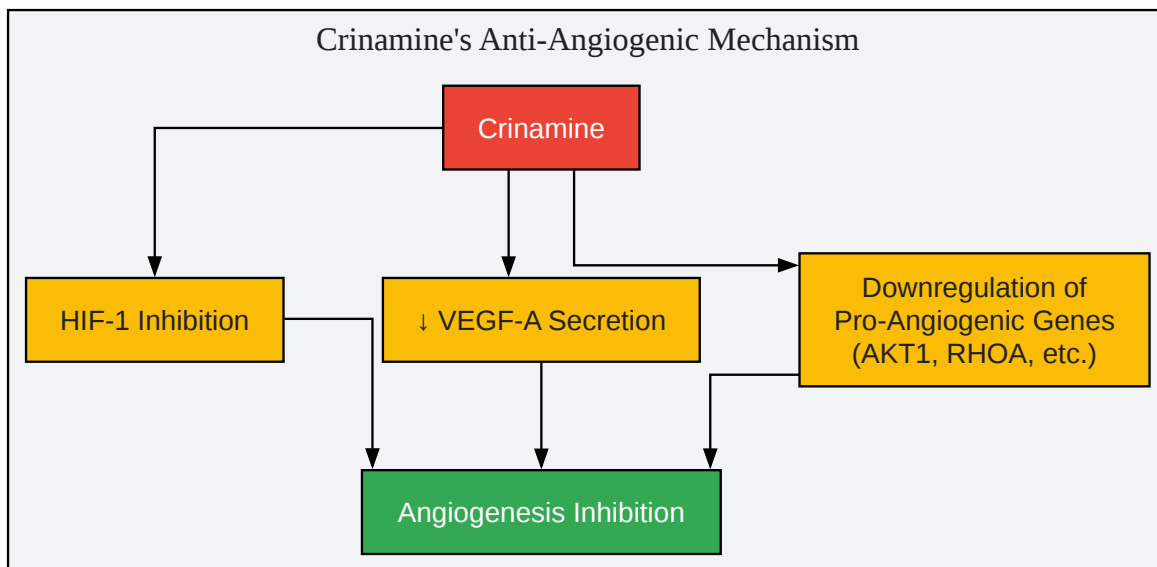 Crinamine's Anti-Angiogenic Mechanism
Crinamine
HIF-1 Inhibition
↓ VEGF-A Secretion
Downregulation of
Pro-Angiogenic Genes
(AKT1, RHOA, etc.)
Angiogenesis Inhibition